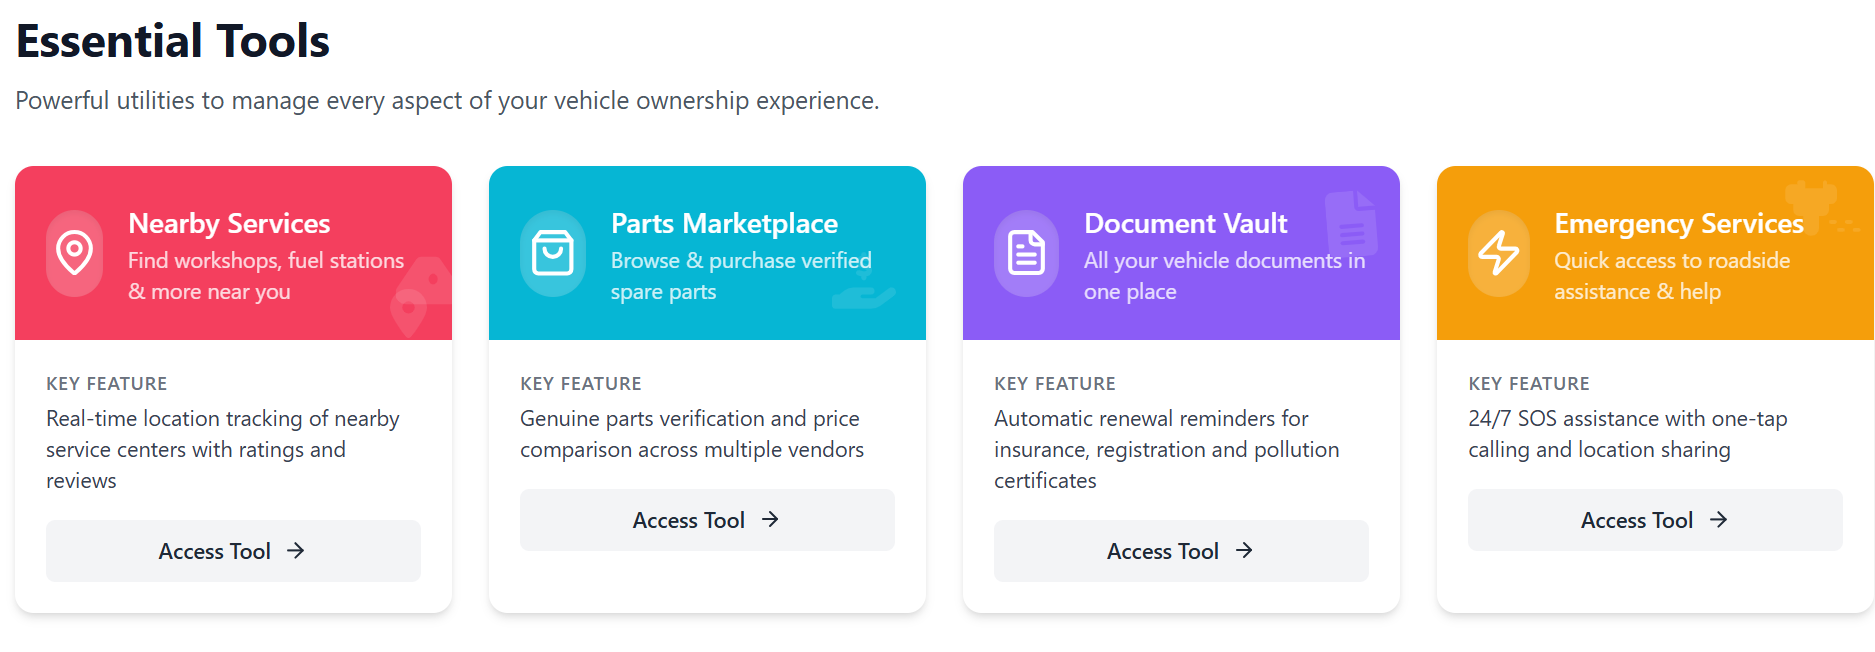 Essential Tools
Powerful utilities to manage every aspect of your vehicle ownership experience.
Nearby Services
Find workshops, fuel stations
& more near you
KEY FEATURE
Real-time location tracking of nearby
service centers with ratings and
reviews
Access Tool →
Parts Marketplace
Browse & purchase verified
spare parts
KEY FEATURE
Genuine parts verification and price
comparison across multiple vendors
Access Tool →
Document Vault
All your vehicle documents in
one place
KEY FEATURE
Automatic renewal reminders for
insurance, registration and pollution
certificates
Access Tool →
Emergency Services
Quick access to roadside
assistance & help
KEY FEATURE
24/7 SOS assistance with one-tap
calling and location sharing
Access Tool →